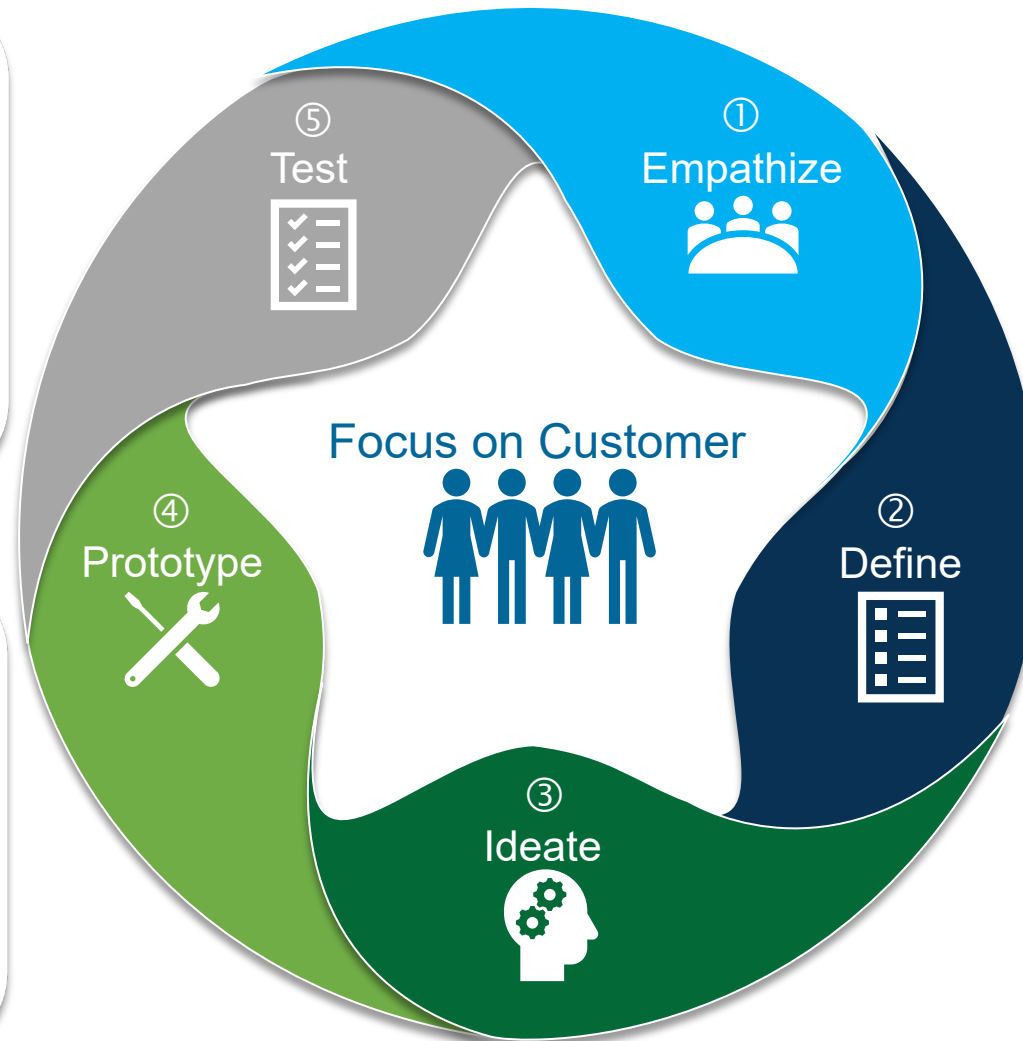 ①
Empathize
②
Define
③
Ideate
④
Prototype
⑤
Test
Focus on Customer